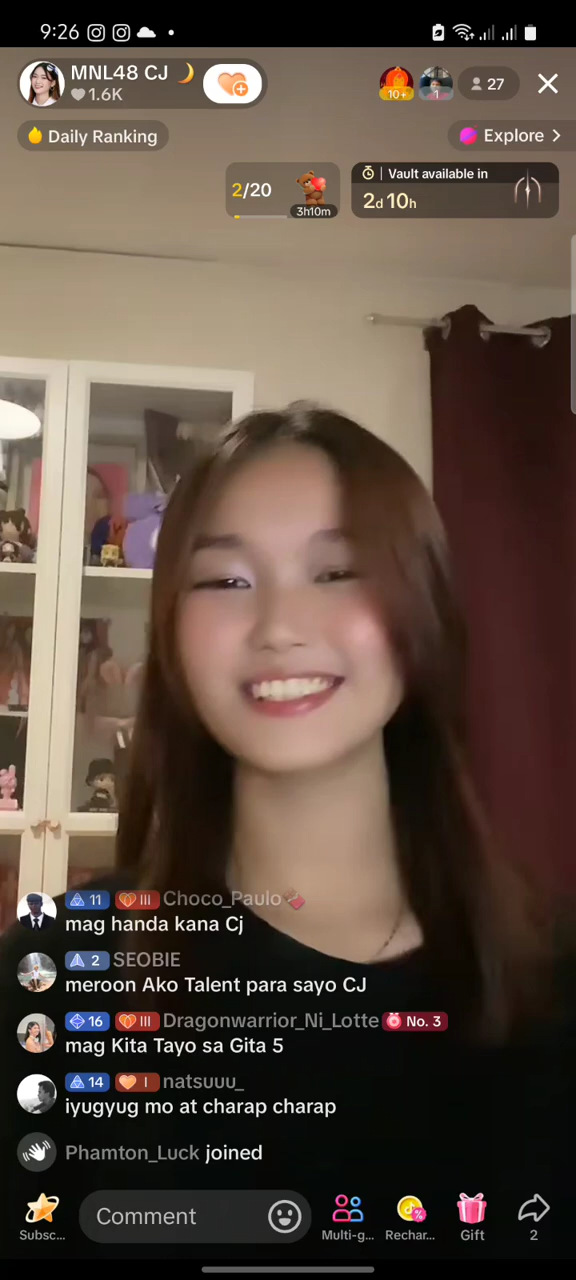 9:26
MNL48 CJ 🌙
1.6K
10+
1
27
Daily Ranking
Explore >
2/20
3h10m
Vault available in
2d 10h
11 III Choco_Paulo🍫
mag handa kana Cj
2 SEOBIE
meroon Ako Talent para sayo CJ
16 III Dragonwarrior_Ni_Lotte No. 3
mag Kita Tayo sa Gita 5
14 I natsuuu_
iyugyug mo at charap charap
Phamton_Luck joined
Subsc...
Comment
Multi-g...
Rechar...
Gift
2